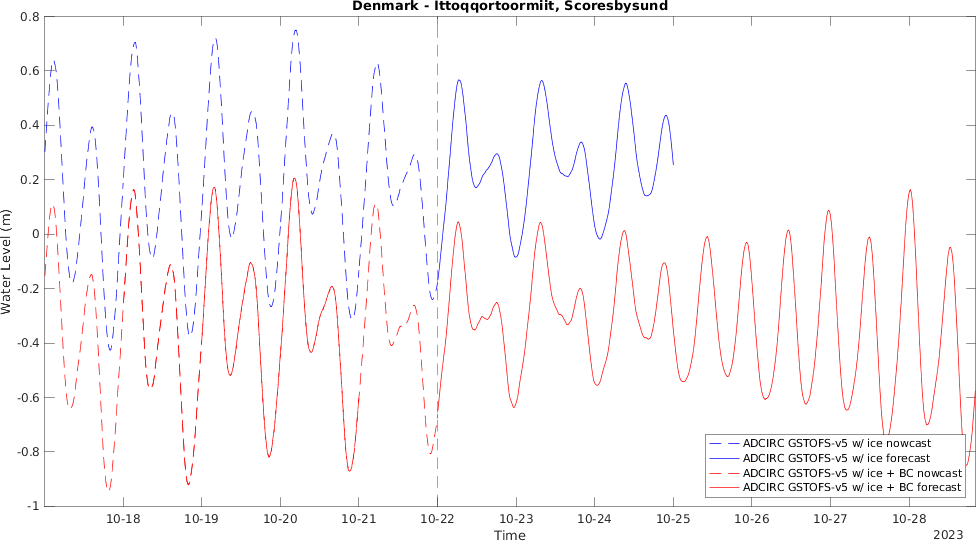 Denmark - Ittoqqortoormiit, Scoresbysund
0.8
0.6
0.4
0.2
0
-0.2
-0.4
-0.6
-0.8
-1
Water Level (m)
ADCIRC GSTOFS-v5 w/ ice nowcast
ADCIRC GSTOFS-v5 w/ ice forecast
ADCIRC GSTOFS-v5 w/ ice + BC nowcast
ADCIRC GSTOFS-v5 w/ ice + BC forecast
10-18 10-19 10-20 10-21 10-22 10-23 10-24 10-25 10-26 10-27 10-28
Time
2023